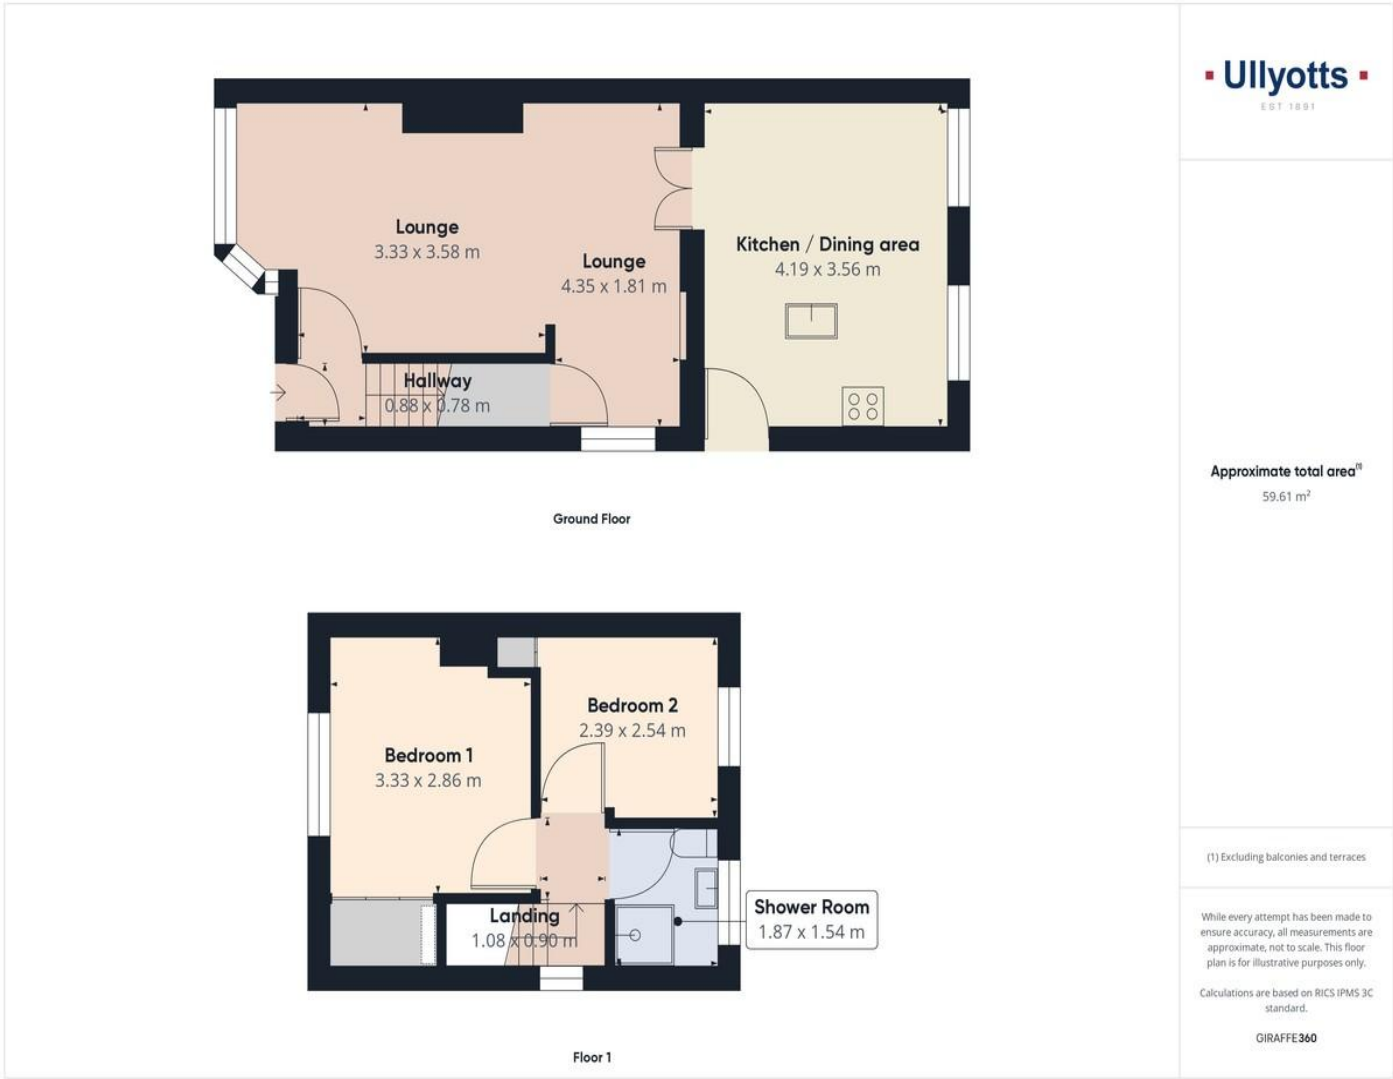 Ullyotts
EST 1891
Lounge
3.33 x 3.58 m
Lounge
4.35 x 1.81 m
Kitchen / Dining area
4.19 x 3.56 m
Hallway
0.88 x 0.78 m
Ground Floor
Approximate total area(1)
59.61 m²
Bedroom 1
3.33 x 2.86 m
Bedroom 2
2.39 x 2.54 m
Landing
1.08 x 0.90 m
Shower Room
1.87 x 1.54 m
Floor 1
(1) Excluding balconies and terraces
While every attempt has been made to
ensure accuracy, all measurements are
approximate, not to scale. This floor
plan is for illustrative purposes only.
Calculations are based on RICS IPMS 3C
standard.
GIRAFFE360